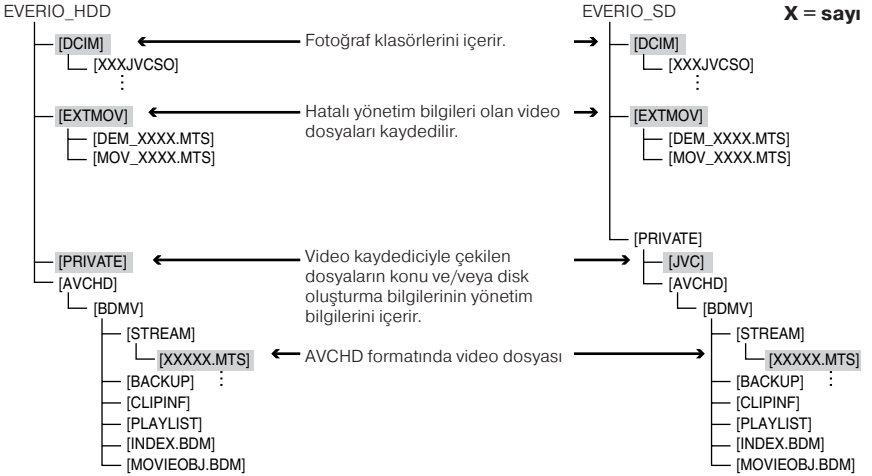 EVERIO_HDD
[DCIM]
[XXXJVCSO]
[EXTMOV]
[DEM_XXXX.MTS]
[MOV_XXXX.MTS]
[PRIVATE]
[AVCHD]
[BDMV]
[STREAM]
[XXXXX.MTS]
[BACKUP]
[CLIPINF]
[PLAYLIST]
[INDEX.BDM]
[MOVIEOBJ.BDM]
Fotoğraf klasörlerini içerir.
Hatalı yönetim bilgileri olan video
dosyaları kaydedilir.
Video kaydediciyle çekilen
dosyaların konu ve/veya disk
oluşturma bilgilerinin yönetim
bilgilerini içerir.
AVCHD formatında video dosyası
EVERIO_SD
X = sayı
[DCIM]
[XXXJVCSO]
[EXTMOV]
[DEM_XXXX.MTS]
[MOV_XXXX.MTS]
[PRIVATE]
[JVC]
[AVCHD]
[BDMV]
[STREAM]
[XXXXX.MTS]
[BACKUP]
[CLIPINF]
[PLAYLIST]
[INDEX.BDM]
[MOVIEOBJ.BDM]